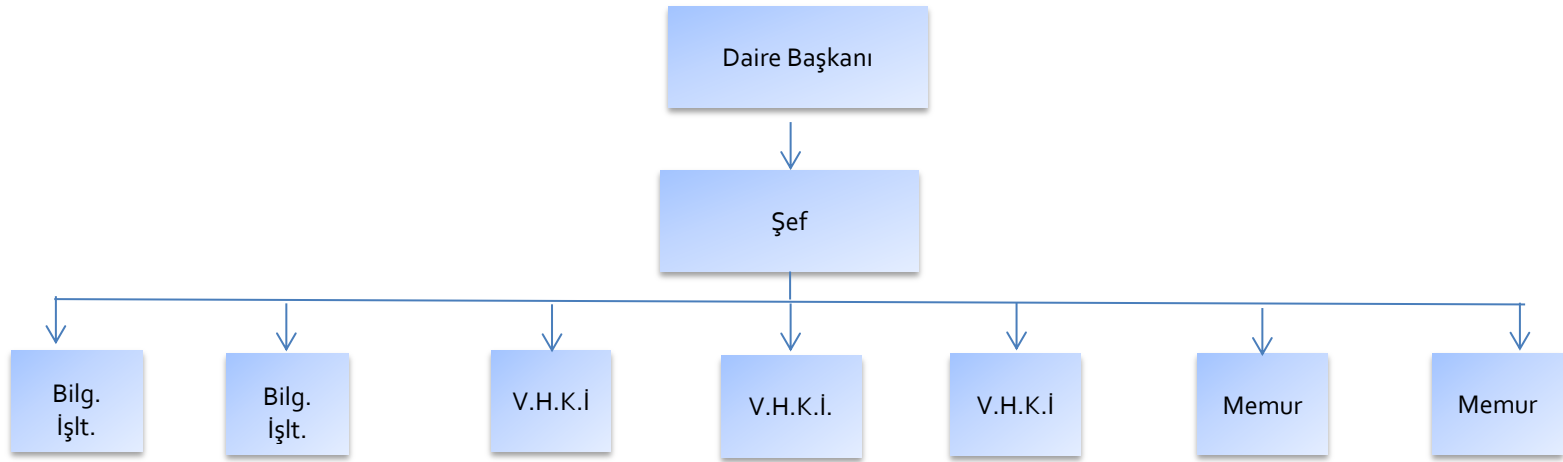 Daire Başkanı
Şef
Bilg.
İşlt.
Bilg.
İşlt.
V.H.K.İ
V.H.K.İ.
V.H.K.İ
Memur
Memur